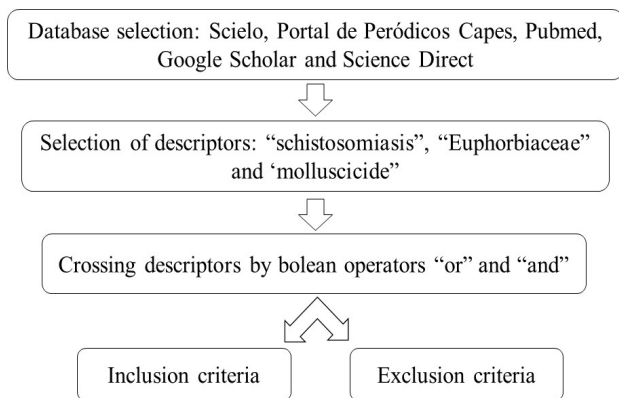 Database selection: Scielo, Portal de Peródicos Capes, Pubmed,
Google Scholar and Science Direct
Selection of descriptors: “schistosomiasis”, “Euphorbiaceae”
and ‘molluscicide”
Crossing descriptors by bolean operators “or” and “and”
Inclusion criteria
Exclusion criteria